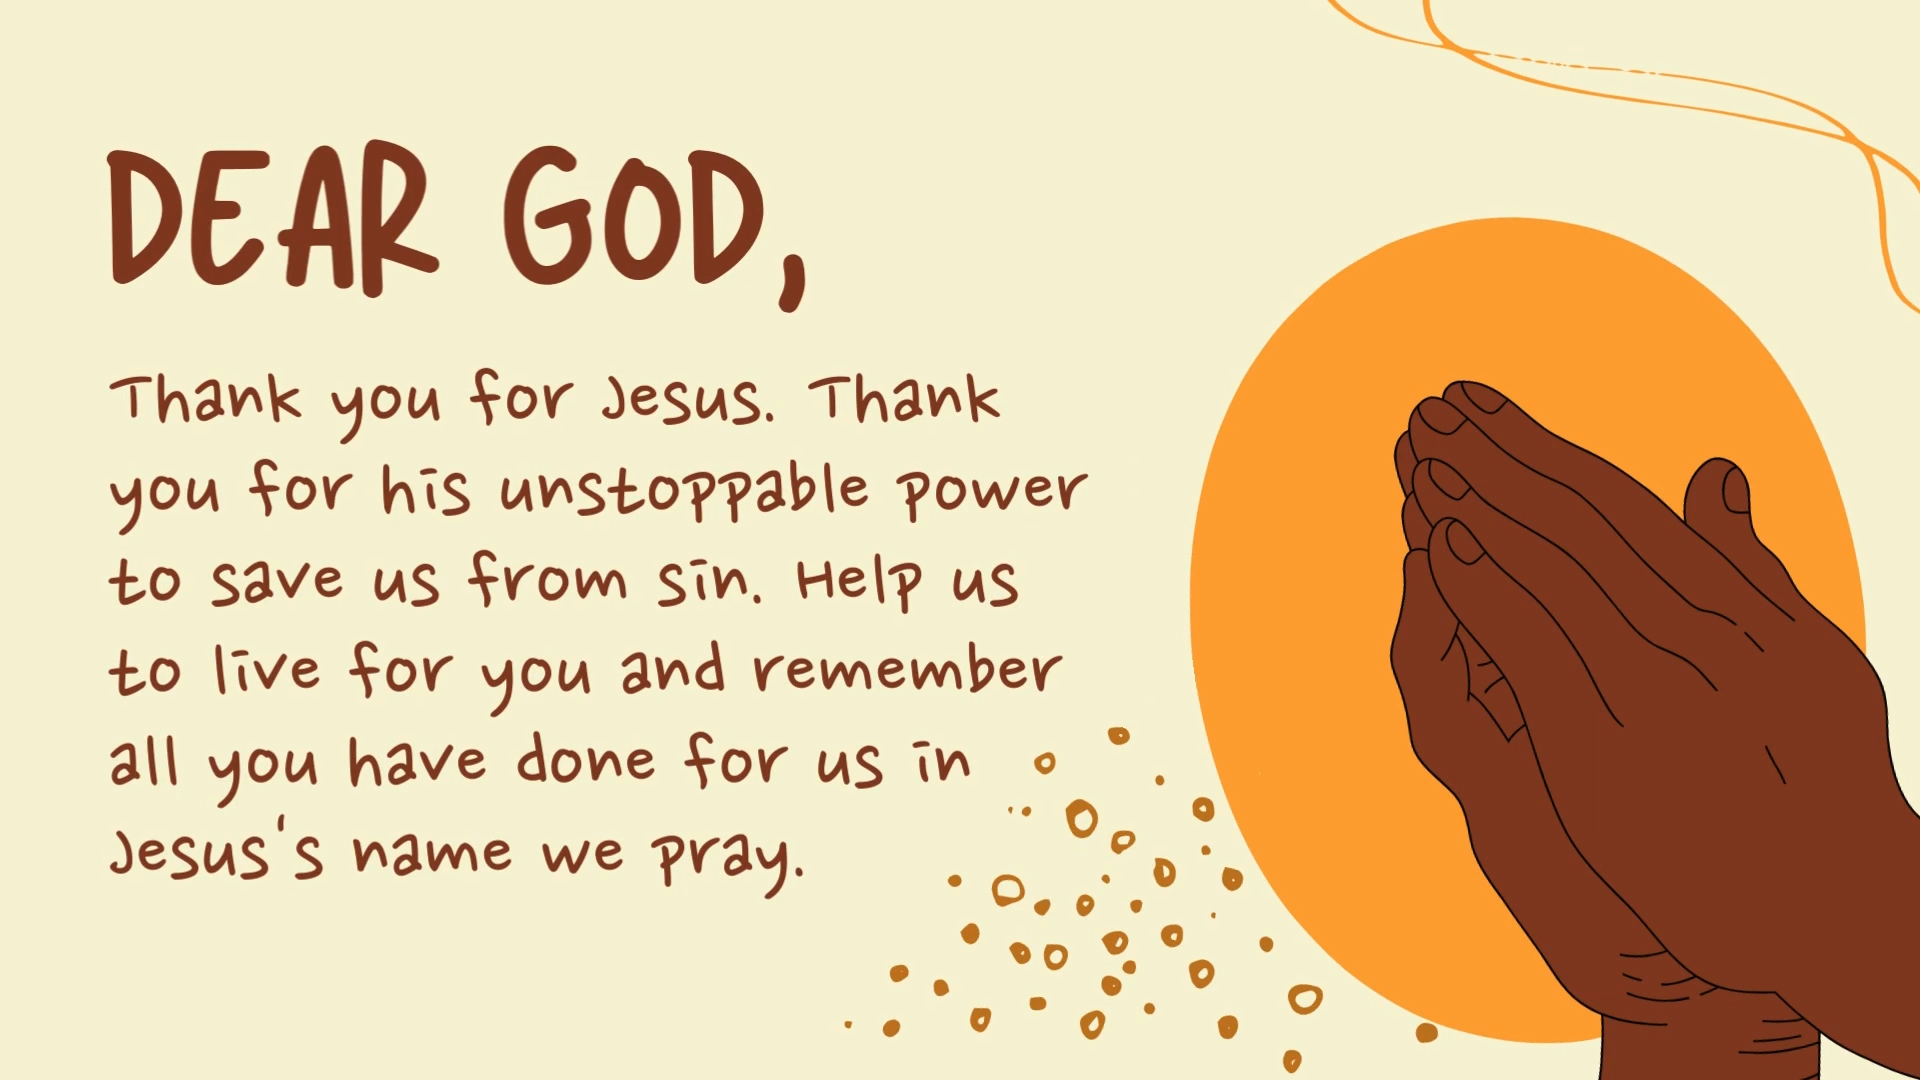 DEAR GOD,
Thank you for Jesus. Thank
you for his unstoppable power
to save us from sin. Help us
to live for you and remember
all you have done for us in
Jesus's name we pray.